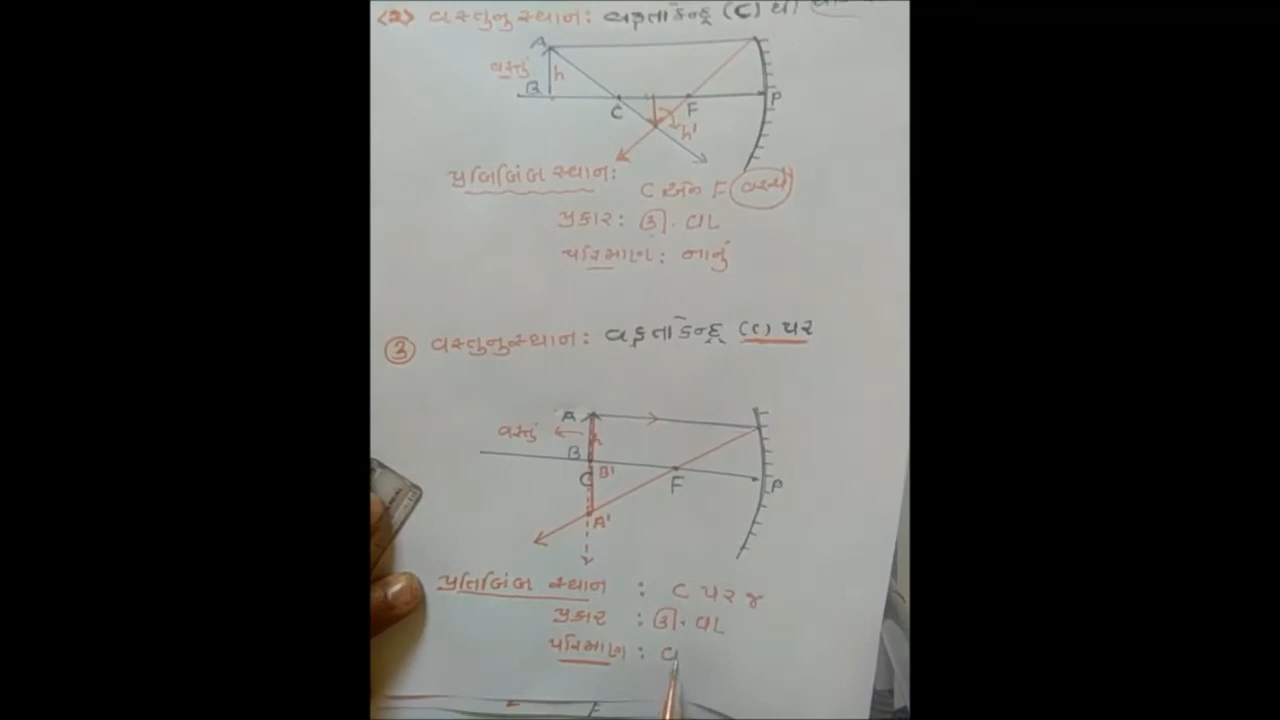 (૨) વસ્તુનુ સ્થાન: વક્રતાકેન્દ્ર (C) થી
A
વસ્તું h
B C F P
h'
પ્રતિબિંબ સ્થાન:
C અને F વચ્ચે
પ્રકાર: ઊ. વા.
પરિમાણ: નાનું
૩ વસ્તુનુ સ્થાન: વક્રતાકેન્દ્ર (C) પર
A
વસ્તું h
B
C B' F P
A'
પ્રતિબિંબ સ્થાન : C પર જ
પ્રકાર : ઊ. વા.
પરિમાણ : વ
F